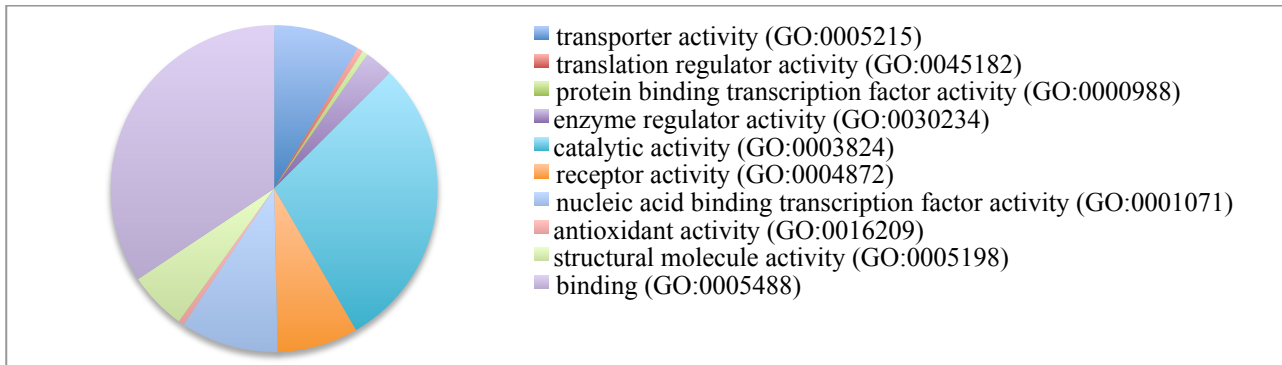 transporter activity (GO:0005215)
translation regulator activity (GO:0045182)
protein binding transcription factor activity (GO:0000988)
enzyme regulator activity (GO:0030234)
catalytic activity (GO:0003824)
receptor activity (GO:0004872)
nucleic acid binding transcription factor activity (GO:0001071)
antioxidant activity (GO:0016209)
structural molecule activity (GO:0005198)
binding (GO:0005488)